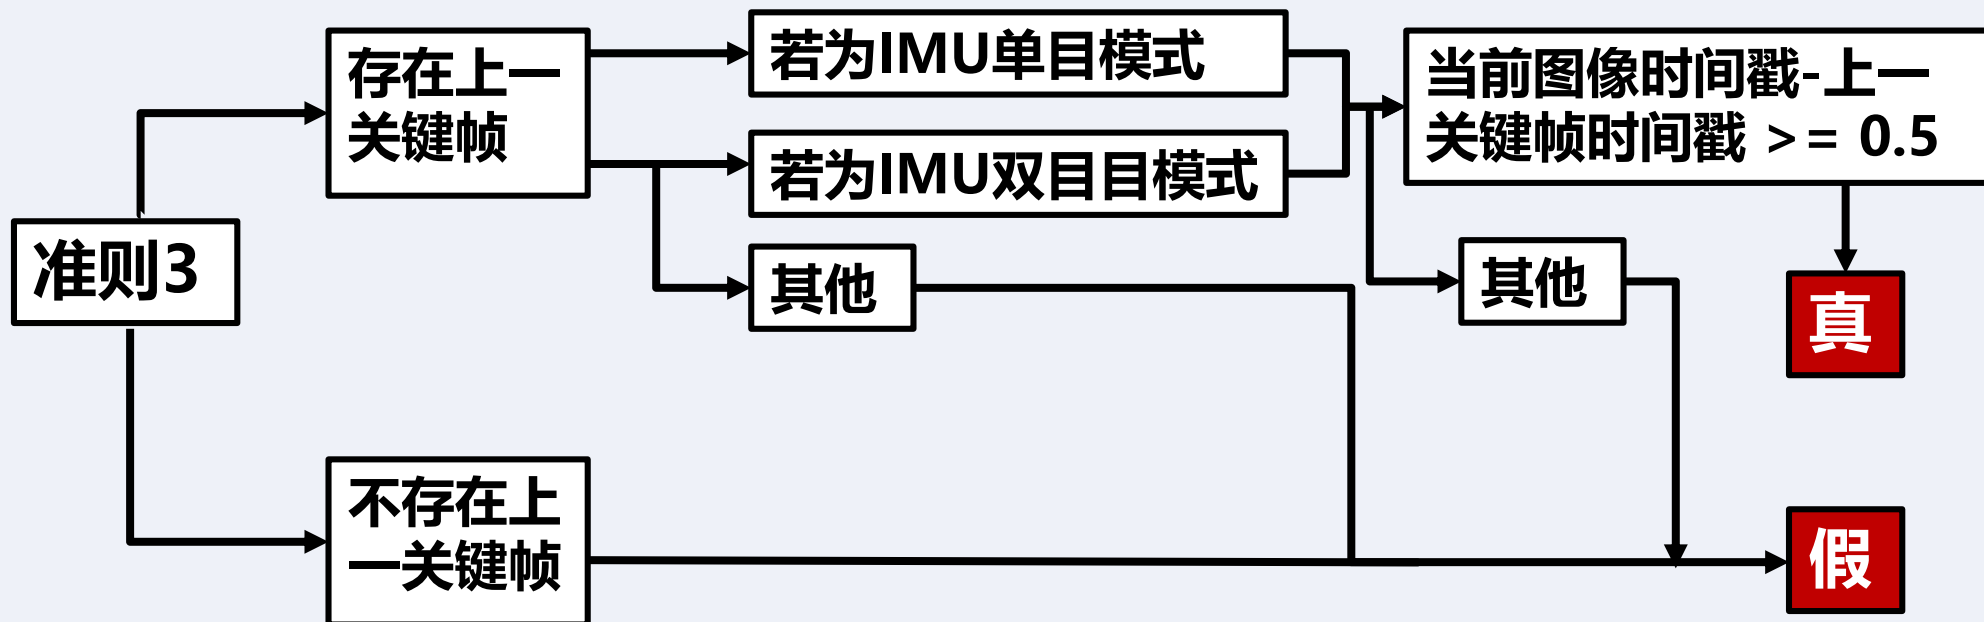 准则3
存在上一
关键帧
若为IMU单目模式
若为IMU双目目模式
其他
当前图像时间戳-上一
关键帧时间戳 >= 0.5
其他
真
不存在上
一关键帧
假